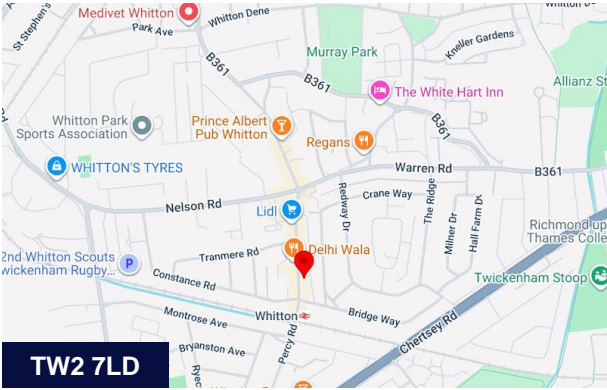 Medivet Whitton
Whitton Dene
St Stephen's
Park Ave
Kneller Gardens
Murray Park
B361
B361
Allianz St
The White Hart Inn
Whitton Park
Sports Association
Prince Albert
Pub Whitton
B361
Regans
WHITTON'S TYRES
Warren Rd
B361
Nelson Rd
Lidl
Redway Dr
Crane Way
The Ridge
Milner Dr
Hall Farm Dr
Richmond up
Thames Colle
Tranmere Rd
Delhi Wala
2nd Whitton Scouts
wickenham Rugby...
P
Constance Rd
Twickenham Stoop
Montrose Ave
Whitton
Bridge Way
Chertsey Rd
Percy Rd
Bryanston Ave
Ryec
TW2 7LD